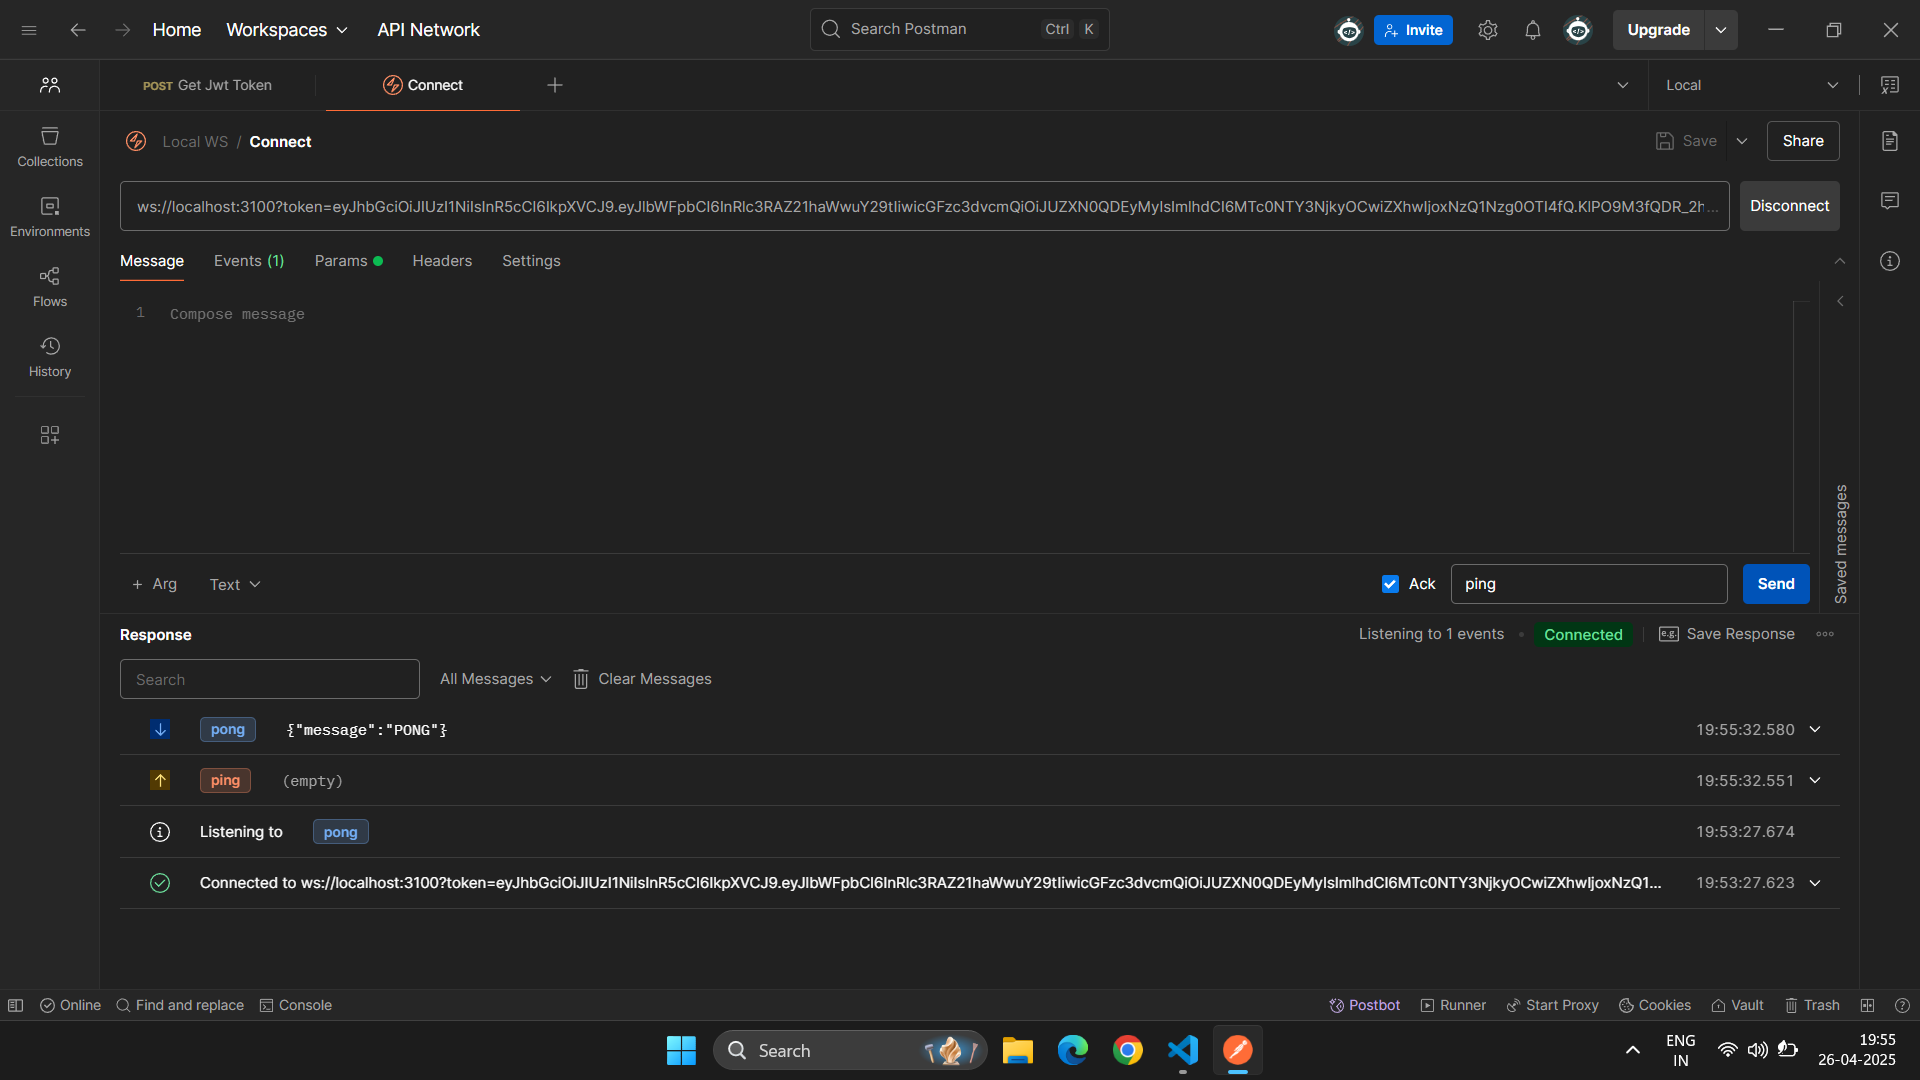 Home Workspaces API Network Search Postman Ctrl K Invite Upgrade
POST Get Jwt Token Connect Local
Local WS / Connect Save Share
Collections
Environments
Flows
History
ws://localhost:3100?token=eyJhbGciOiJIUzI1NiIsInR5cCI6IkpXVCJ9.eyJlbWFpbCI6InRlc3RAZ21haWwuY29tIiwicGFzc3dvcmQiOiJUZXN0QDEyMyIsImlhdCI6MTc0NTY3NjkyOCwiZXhwIjoxNzQ1Nzg0OTI4fQ.KlPO9M3fQDR_2h... Disconnect
Message Events (1) Params Headers Settings
1 Compose message
Saved messages
+ Arg Text Ack ping Send
Response Listening to 1 events Connected e.g. Save Response
Search All Messages Clear Messages
pong {"message":"PONG"} 19:55:32.580
ping (empty) 19:55:32.551
Listening to pong 19:53:27.674
Connected to ws://localhost:3100?token=eyJhbGciOiJIUzI1NiIsInR5cCI6IkpXVCJ9.eyJlbWFpbCI6InRlc3RAZ21haWwuY29tIiwicGFzc3dvcmQiOiJUZXN0QDEyMyIsImlhdCI6MTc0NTY3NjkyOCwiZXhwIjoxNzQ1... 19:53:27.623
Online Find and replace Console Postbot Runner Start Proxy Cookies Vault Trash
Search ENG 19:55
IN 26-04-2025